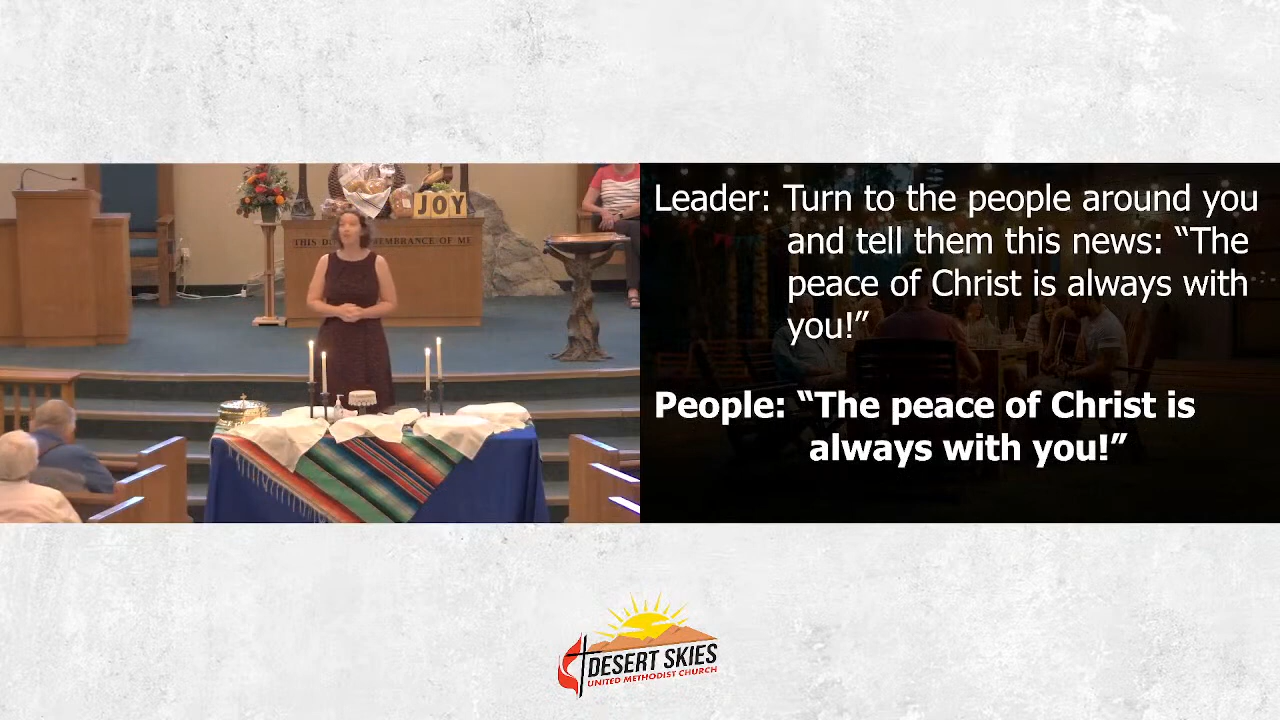 JOY
THIS D EMBRANCE OF ME
Leader: Turn to the people around you
and tell them this news: “The
peace of Christ is always with
you!”
People: “The peace of Christ is
always with you!”
DESERT SKIES
UNITED METHODIST CHURCH